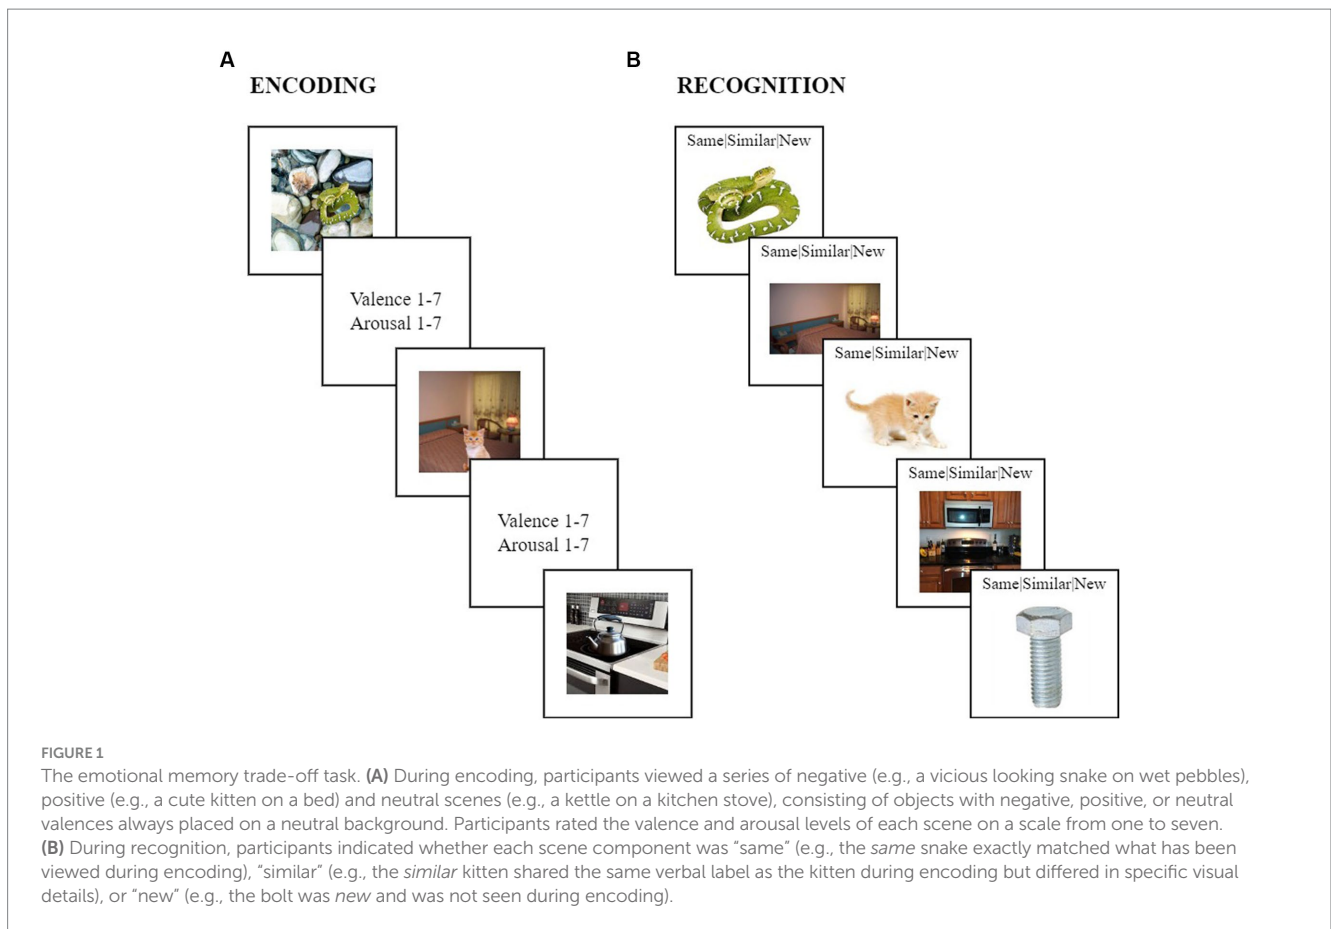 A
ENCODING
Valence 1-7
Arousal 1-7
Valence 1-7
Arousal 1-7
B
RECOGNITION
Same|Similar|New
Same|Similar|New
Same|Similar|New
Same|Similar|New
Same|Similar|New
FIGURE 1
The emotional memory trade-off task. (A) During encoding, participants viewed a series of negative (e.g., a vicious looking snake on wet pebbles),
positive (e.g., a cute kitten on a bed) and neutral scenes (e.g., a kettle on a kitchen stove), consisting of objects with negative, positive, or neutral
valences always placed on a neutral background. Participants rated the valence and arousal levels of each scene on a scale from one to seven.
(B) During recognition, participants indicated whether each scene component was “same” (e.g., the same snake exactly matched what has been
viewed during encoding), “similar” (e.g., the similar kitten shared the same verbal label as the kitten during encoding but differed in specific visual
details), or “new” (e.g., the bolt was new and was not seen during encoding).